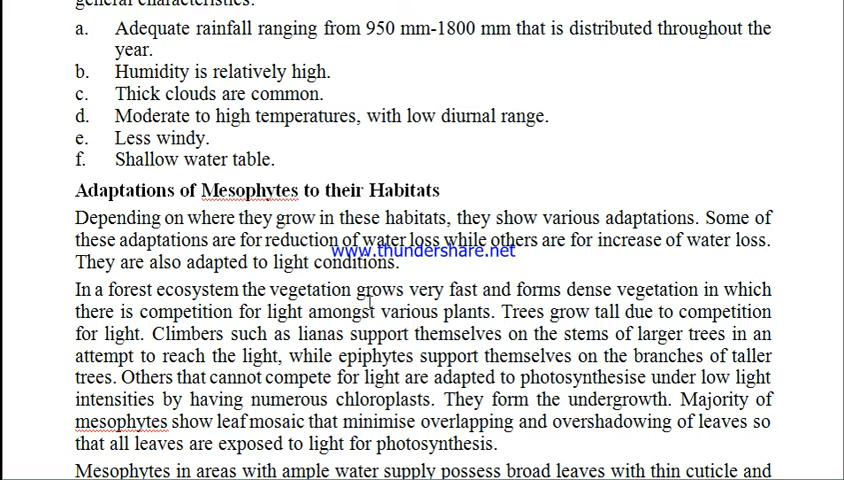 general characteristics.
a. Adequate rainfall ranging from 950 mm-1800 mm that is distributed throughout the
year.
b. Humidity is relatively high.
c. Thick clouds are common.
d. Moderate to high temperatures, with low diurnal range.
e. Less windy.
f. Shallow water table.
Adaptations of Mesophytes to their Habitats
Depending on where they grow in these habitats, they show various adaptations. Some of
these adaptations are for reduction of water loss while others are for increase of water loss.
www.thundershare.net
They are also adapted to light conditions.
In a forest ecosystem the vegetation grows very fast and forms dense vegetation in which
there is competition for light amongst various plants. Trees grow tall due to competition
for light. Climbers such as lianas support themselves on the stems of larger trees in an
attempt to reach the light, while epiphytes support themselves on the branches of taller
trees. Others that cannot compete for light are adapted to photosynthesise under low light
intensities by having numerous chloroplasts. They form the undergrowth. Majority of
mesophytes show leaf mosaic that minimise overlapping and overshadowing of leaves so
that all leaves are exposed to light for photosynthesis.
Mesophytes in areas with ample water supply possess broad leaves with thin cuticle and